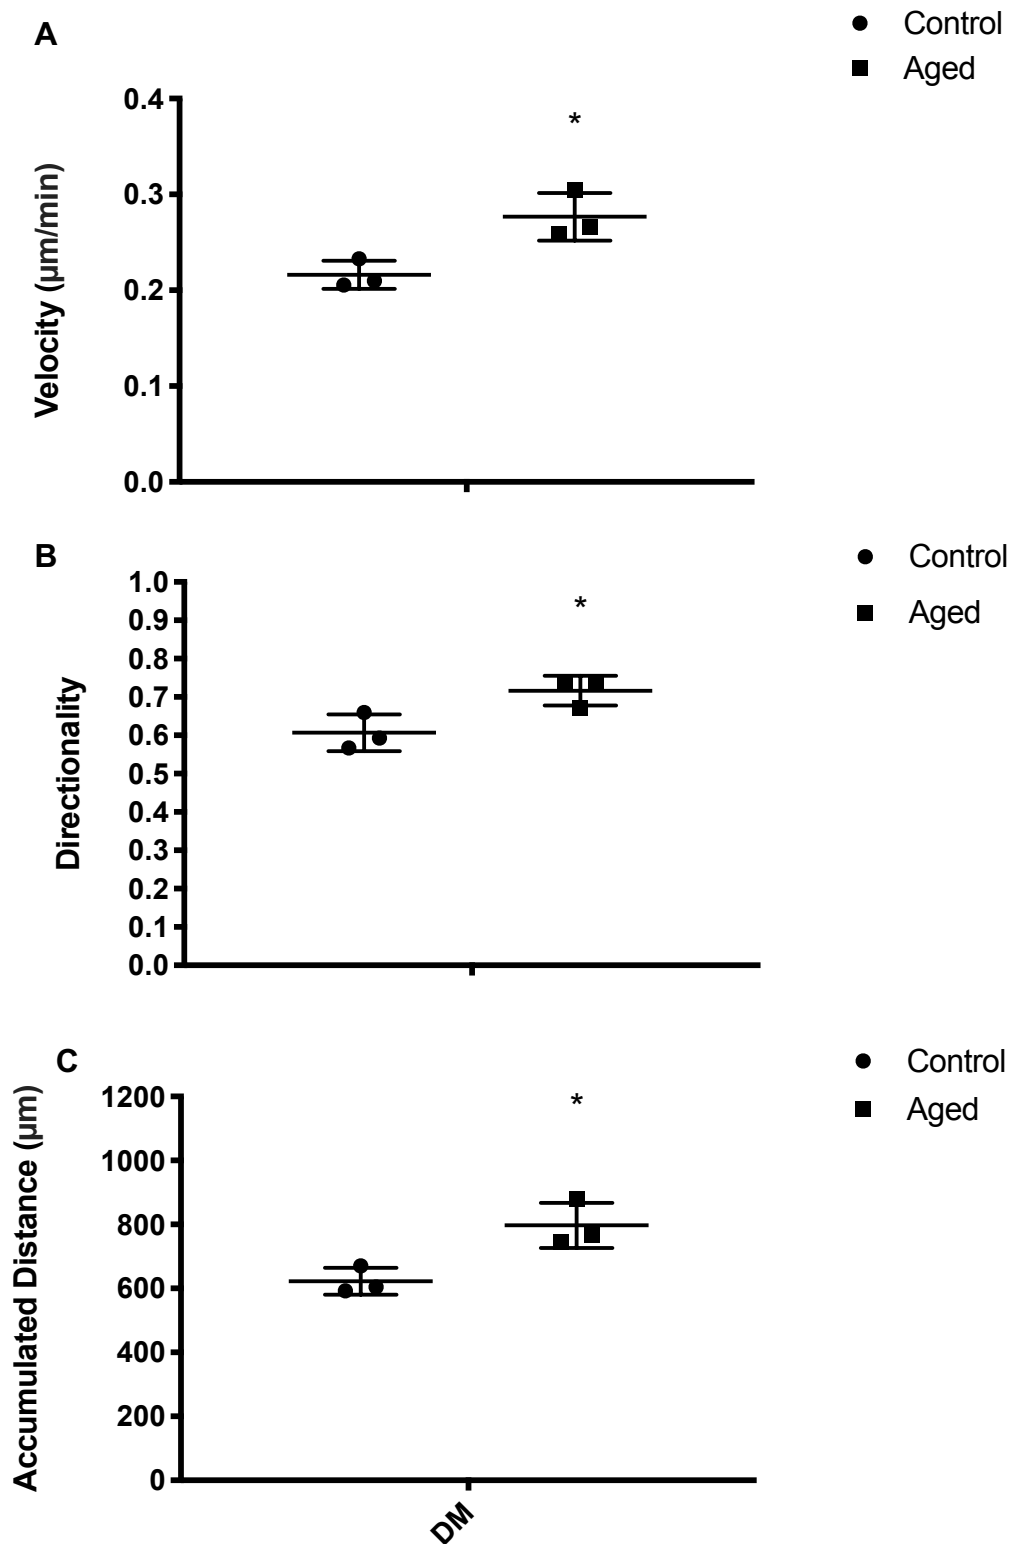 A
Control
Aged
Velocity (µm/min)
0.4
*
0.3
0.2
0.1
0.0
B
Control
Aged
Directionality
1.0
*
0.9
0.8
0.7
0.6
0.5
0.4
0.3
0.2
0.1
0.0
C
Control
Aged
Accumulated Distance (µm)
1200
*
1000
800
600
400
200
0
DM